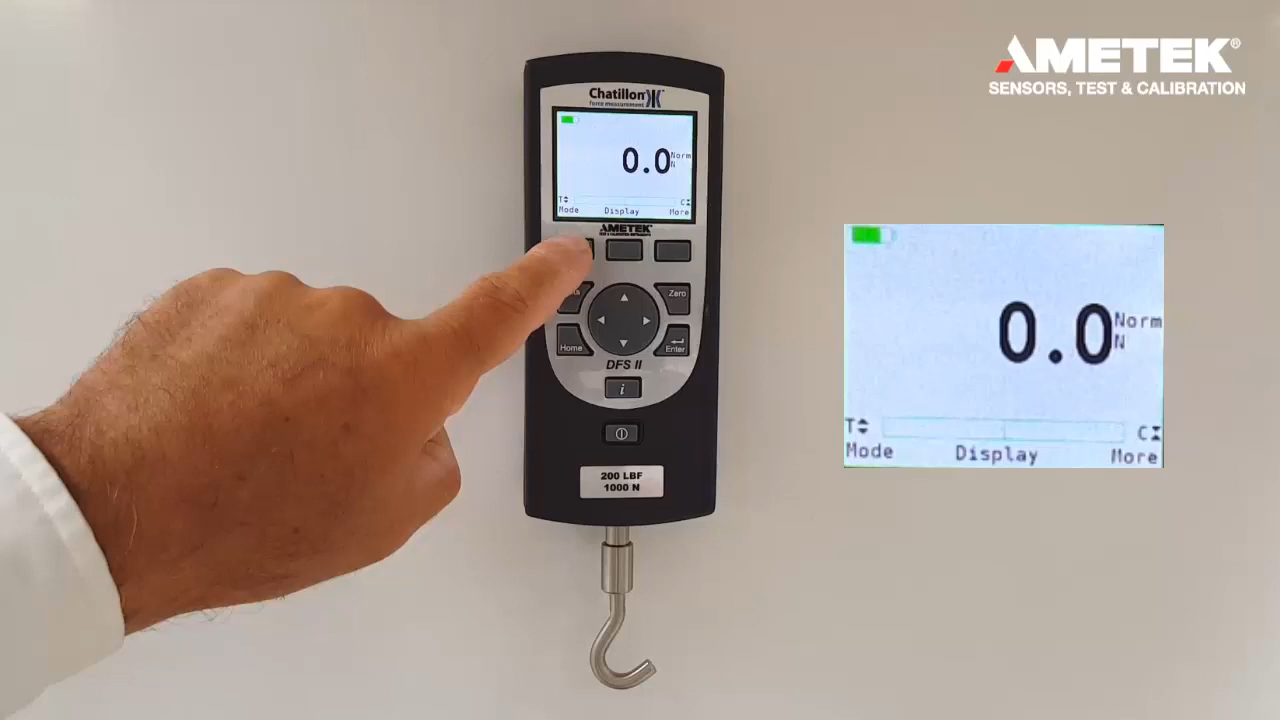 AMETEK®
SENSORS, TEST & CALIBRATION
Chatillon
force measurement
0.0
Norm
N
T
C
Mode Display More
AMETEK
Zero
Home
Enter
DFS II
i
200 LBF
1000 N
0.0
Norm
N
T
C
Mode Display More